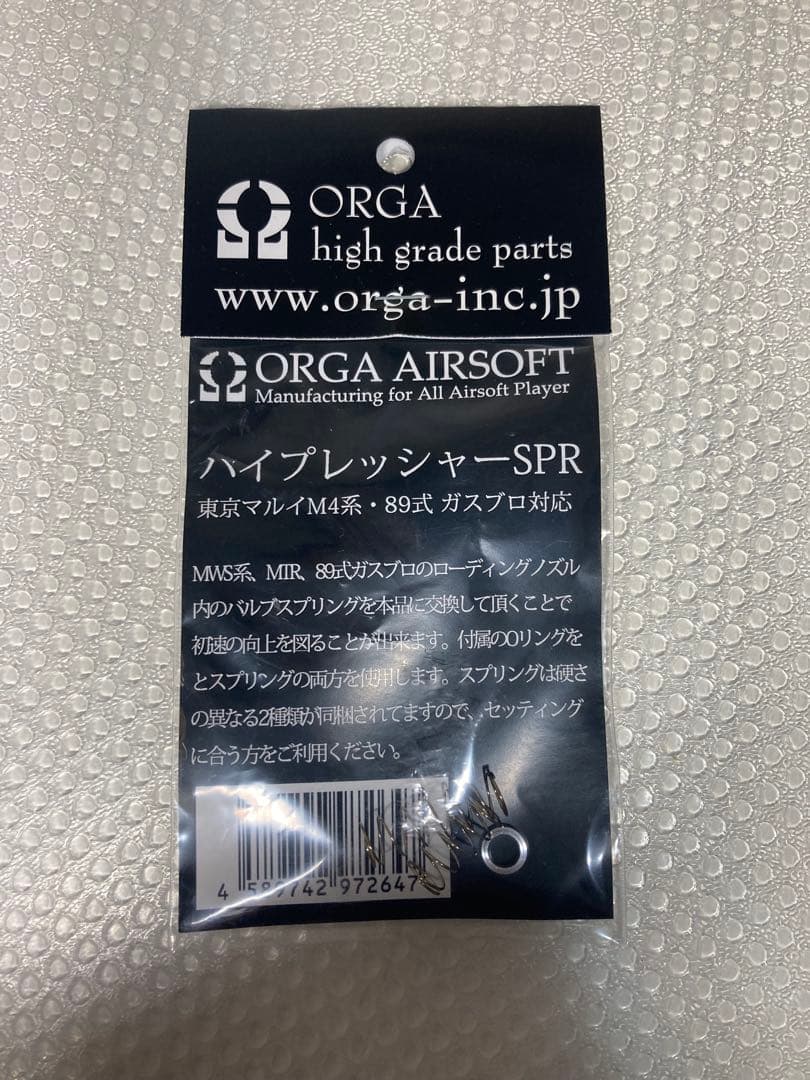 ORGA
high grade parts
www.orga-inc.jp
ORGA AIRSOFT
Manufacturing for All Airsoft Player
ハイプレッシャーSPR
東京マルイM4系・89式 ガスブロ対応
MWS系、MTR、89式ガスブロのローディングノズル
内のバルブスプリングを本品に交換して頂くことで
初速の向上を図ることが出来ます。付属のOリングを
とスプリングの両方を使用します。スプリングは硬さ
の異なる2種類が同梱されてますので、セッティング
に合う方をご利用ください。
4 589742 972647